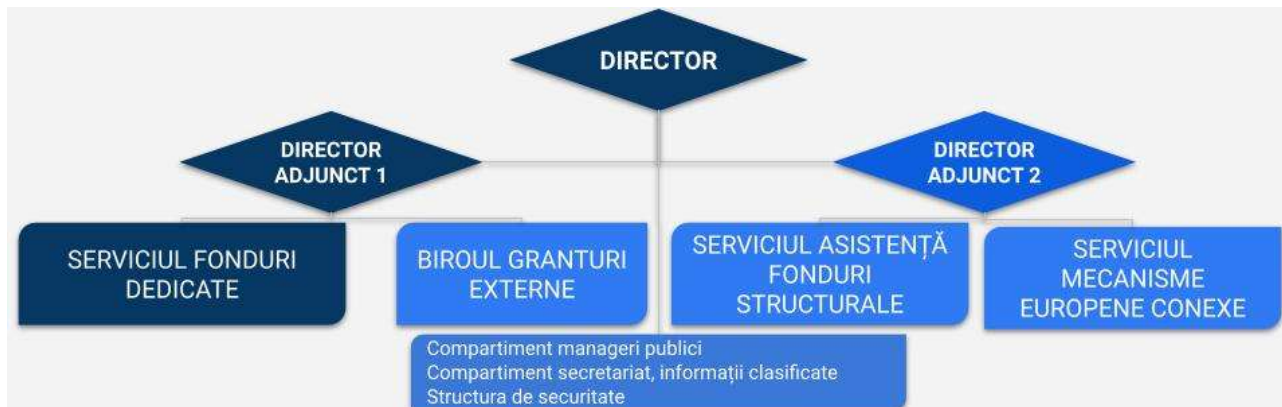 DIRECTOR
DIRECTOR
ADJUNCT 1
DIRECTOR
ADJUNCT 2
SERVICIUL FONDURI
DEDICATE
BIROUL GRANTURI
EXTERNE
SERVICIUL ASISTENȚĂ
FONDURI
STRUCTURALE
SERVICIUL
MECANISME
EUROPENE CONEXE
Compartiment manageri publici
Compartiment secretariat, informații clasificate
Structura de securitate